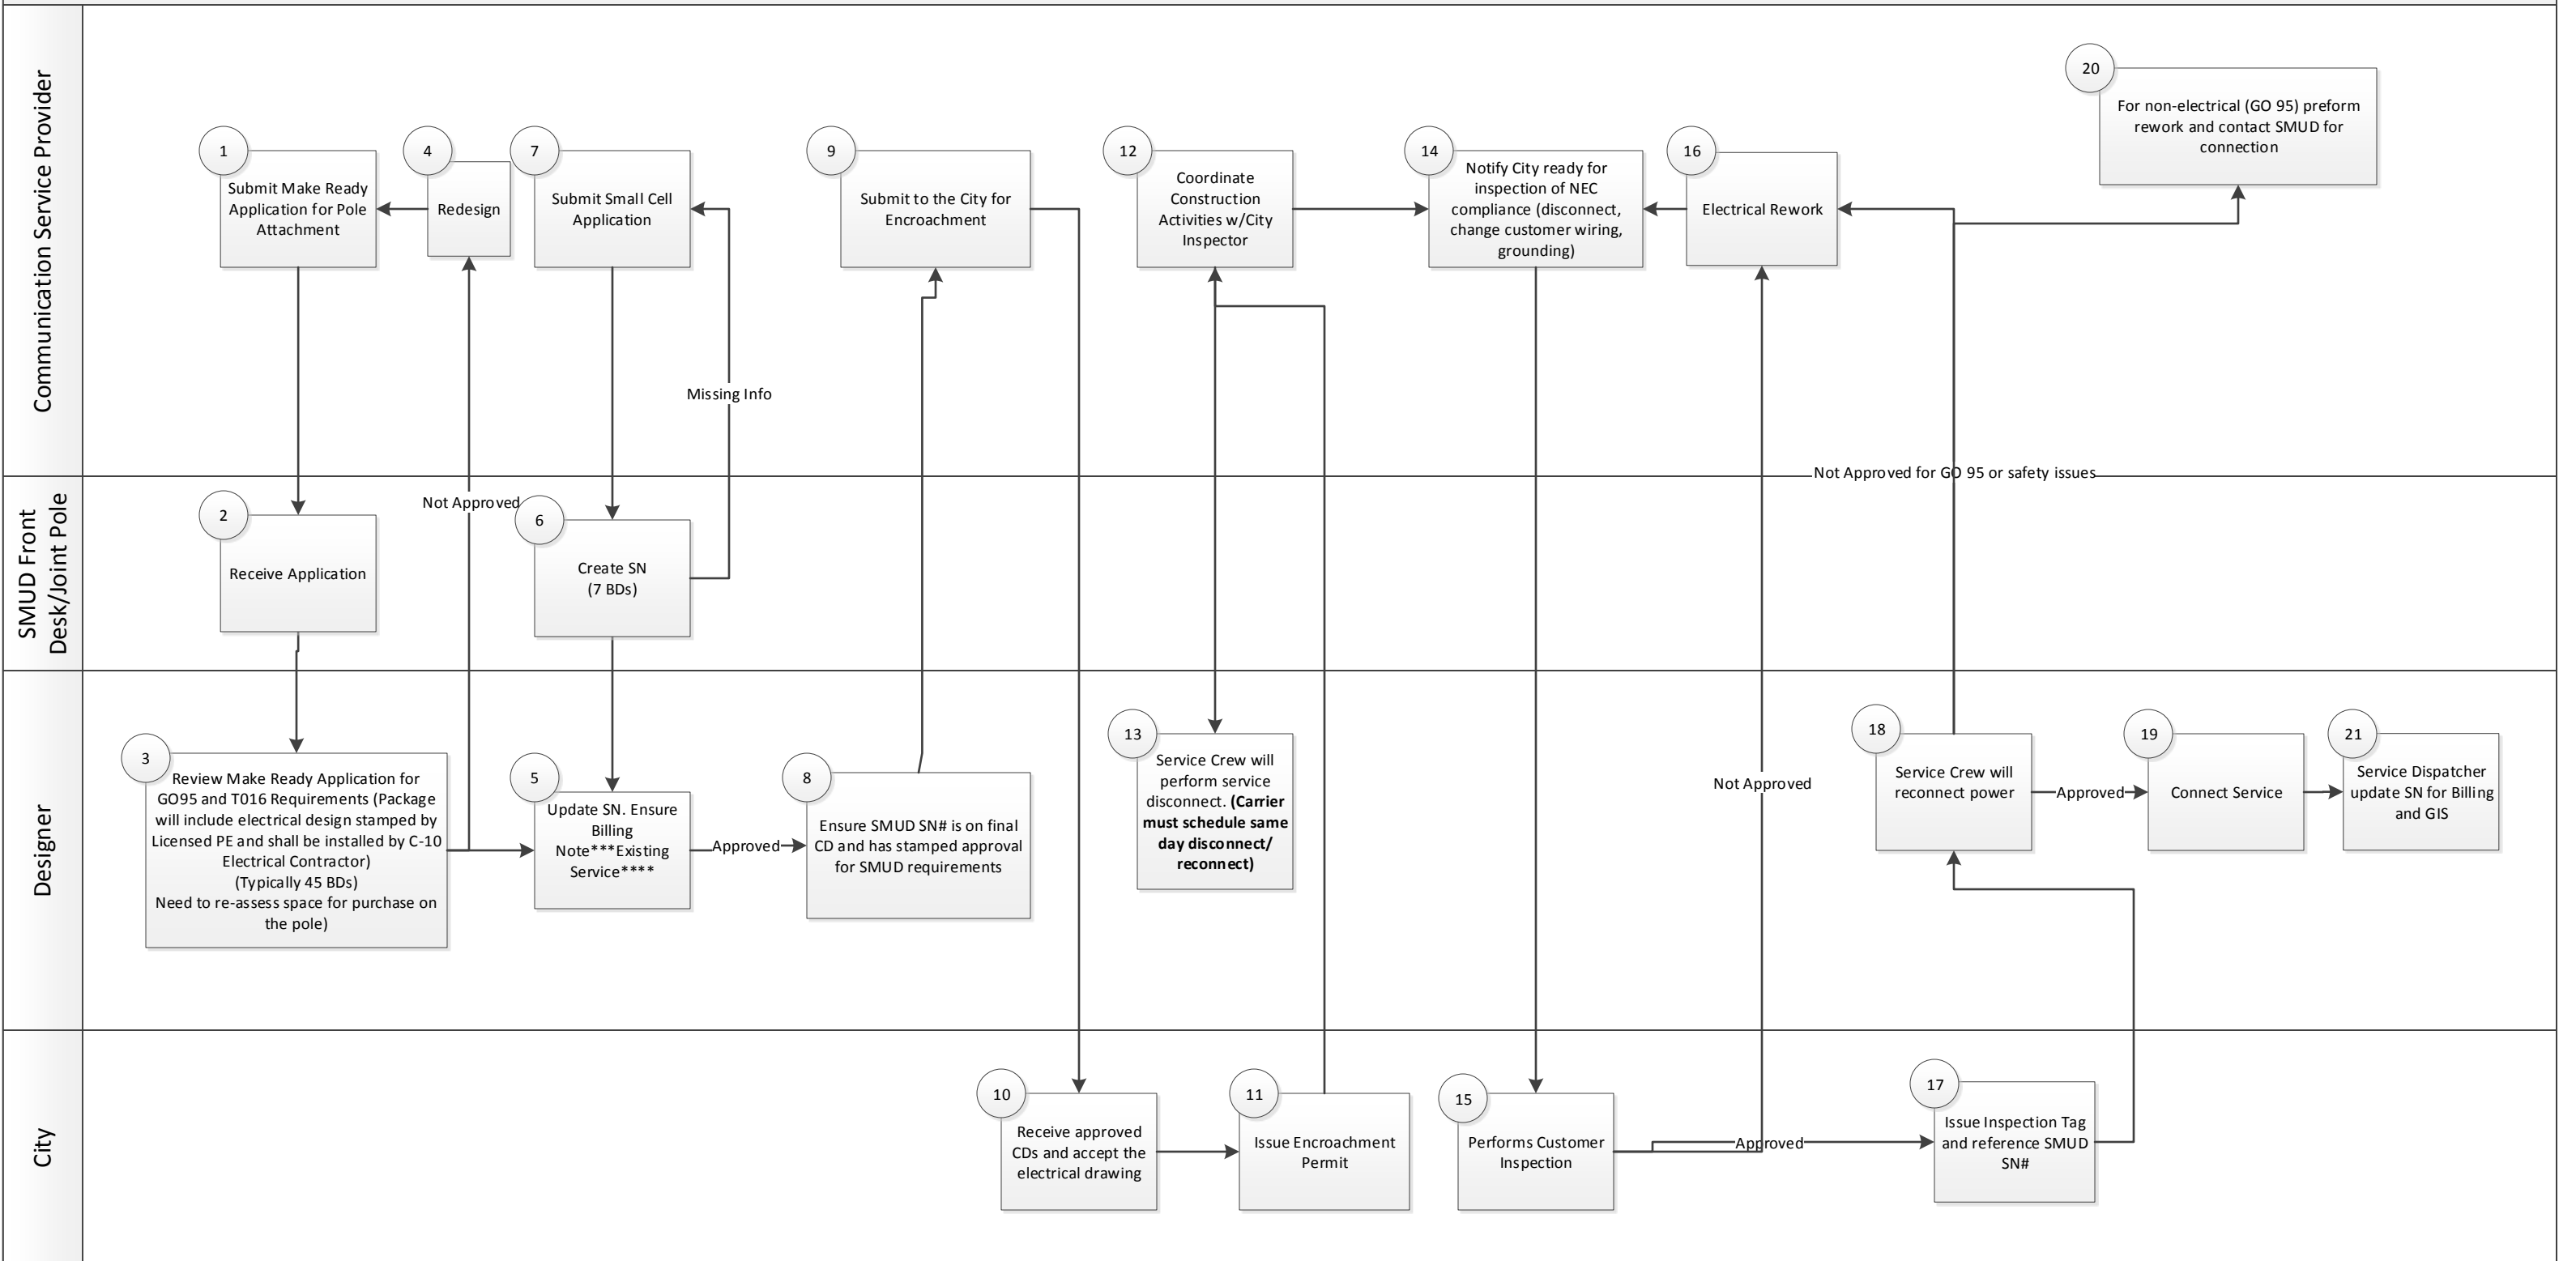 Communication Service Provider
1
Submit Make Ready
Application for Pole
Attachment
4
Redesign
7
Submit Small Cell
Application
9
Submit to the City for
Encroachment
12
Coordinate
Construction
Activities w/City
Inspector
14
Notify City ready for
inspection of NEC
compliance (disconnect,
change customer wiring,
grounding)
16
Electrical Rework
20
For non-electrical (GO 95) preform
rework and contact SMUD for
connection
Missing Info
Not Approved for GO 95 or safety issues
SMUD Front
Desk/Joint Pole
2
Receive Application
Not Approved
6
Create SN
(7 BDs)
Designer
3
Review Make Ready Application for
GO95 and T016 Requirements (Package
will include electrical design stamped by
Licensed PE and shall be installed by C-10
Electrical Contractor)
(Typically 45 BDs)
Need to re-assess space for purchase on
the pole)
5
Update SN. Ensure
Billing
Note***Existing
Service****
Approved
8
Ensure SMUD SN# is on final
CD and has stamped approval
for SMUD requirements
13
Service Crew will
perform service
disconnect. (Carrier
must schedule same
day disconnect/
reconnect)
Not Approved
18
Service Crew will
reconnect power
Approved
19
Connect Service
21
Service Dispatcher
update SN for Billing
and GIS
City
10
Receive approved
CDs and accept the
electrical drawing
11
Issue Encroachment
Permit
15
Performs Customer
Inspection
Approved
17
Issue Inspection Tag
and reference SMUD
SN#